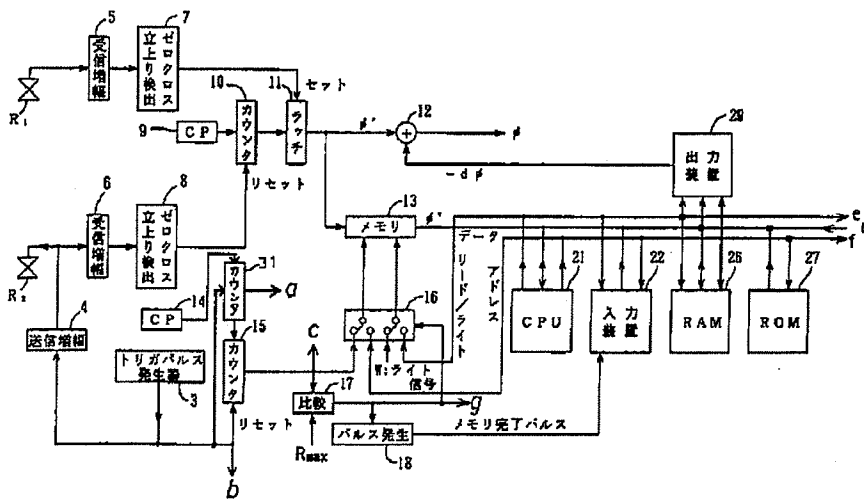 5
受信増幅
7
ゼロクロス
立上り検出
R1
10
カウンタ
11
ラッチ
セット
9
CP
φ'
12
+
φ
-dφ
29
出力装置
リセット
6
受信増幅
8
ゼロクロス
立上り検出
R2
13
メモリ
φ'
データ
リード/ライト
アドレス
e
f
4
送信増幅
14
CP
カウンタ
31
a
15
カウンタ
16
W:ライト
信号
21
CPU
22
入力装置
26
RAM
27
ROM
トリガパルス
発生器
3
リセット
b
C
17
比較
Rmax
g
パルス発生
18
メモリ完了パルス